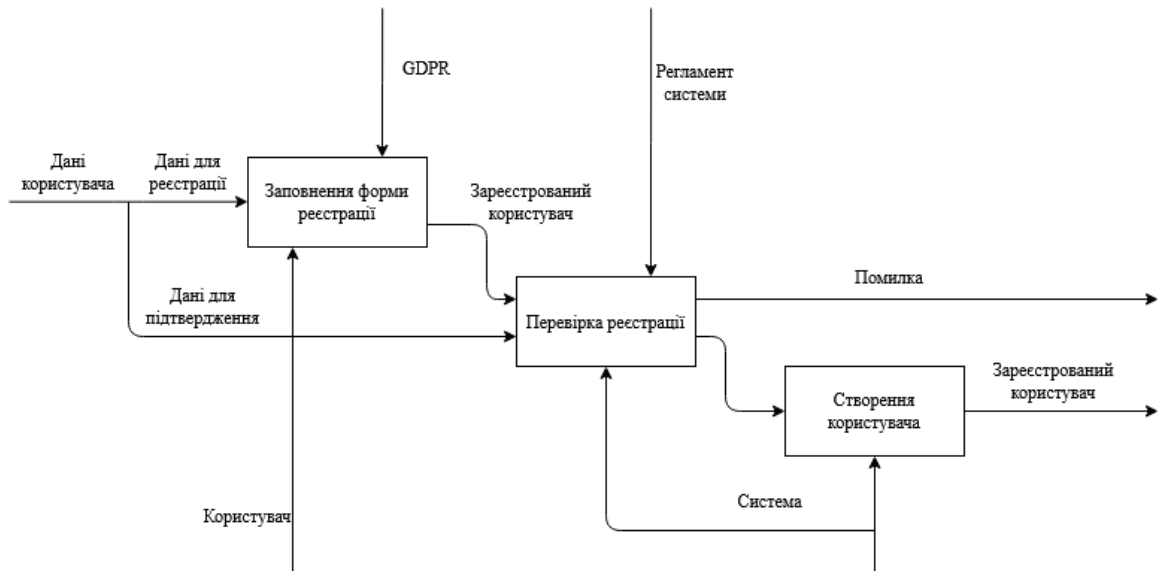 GDPR
Регламент
системи
Дані
користувача
Дані для
реєстрації
Заповнення форми
реєстрації
Зареєстрований
користувач
Дані для
підтвердження
Перевірка реєстрації
Помилка
Створення
користувача
Зареєстрований
користувач
Система
Користувач